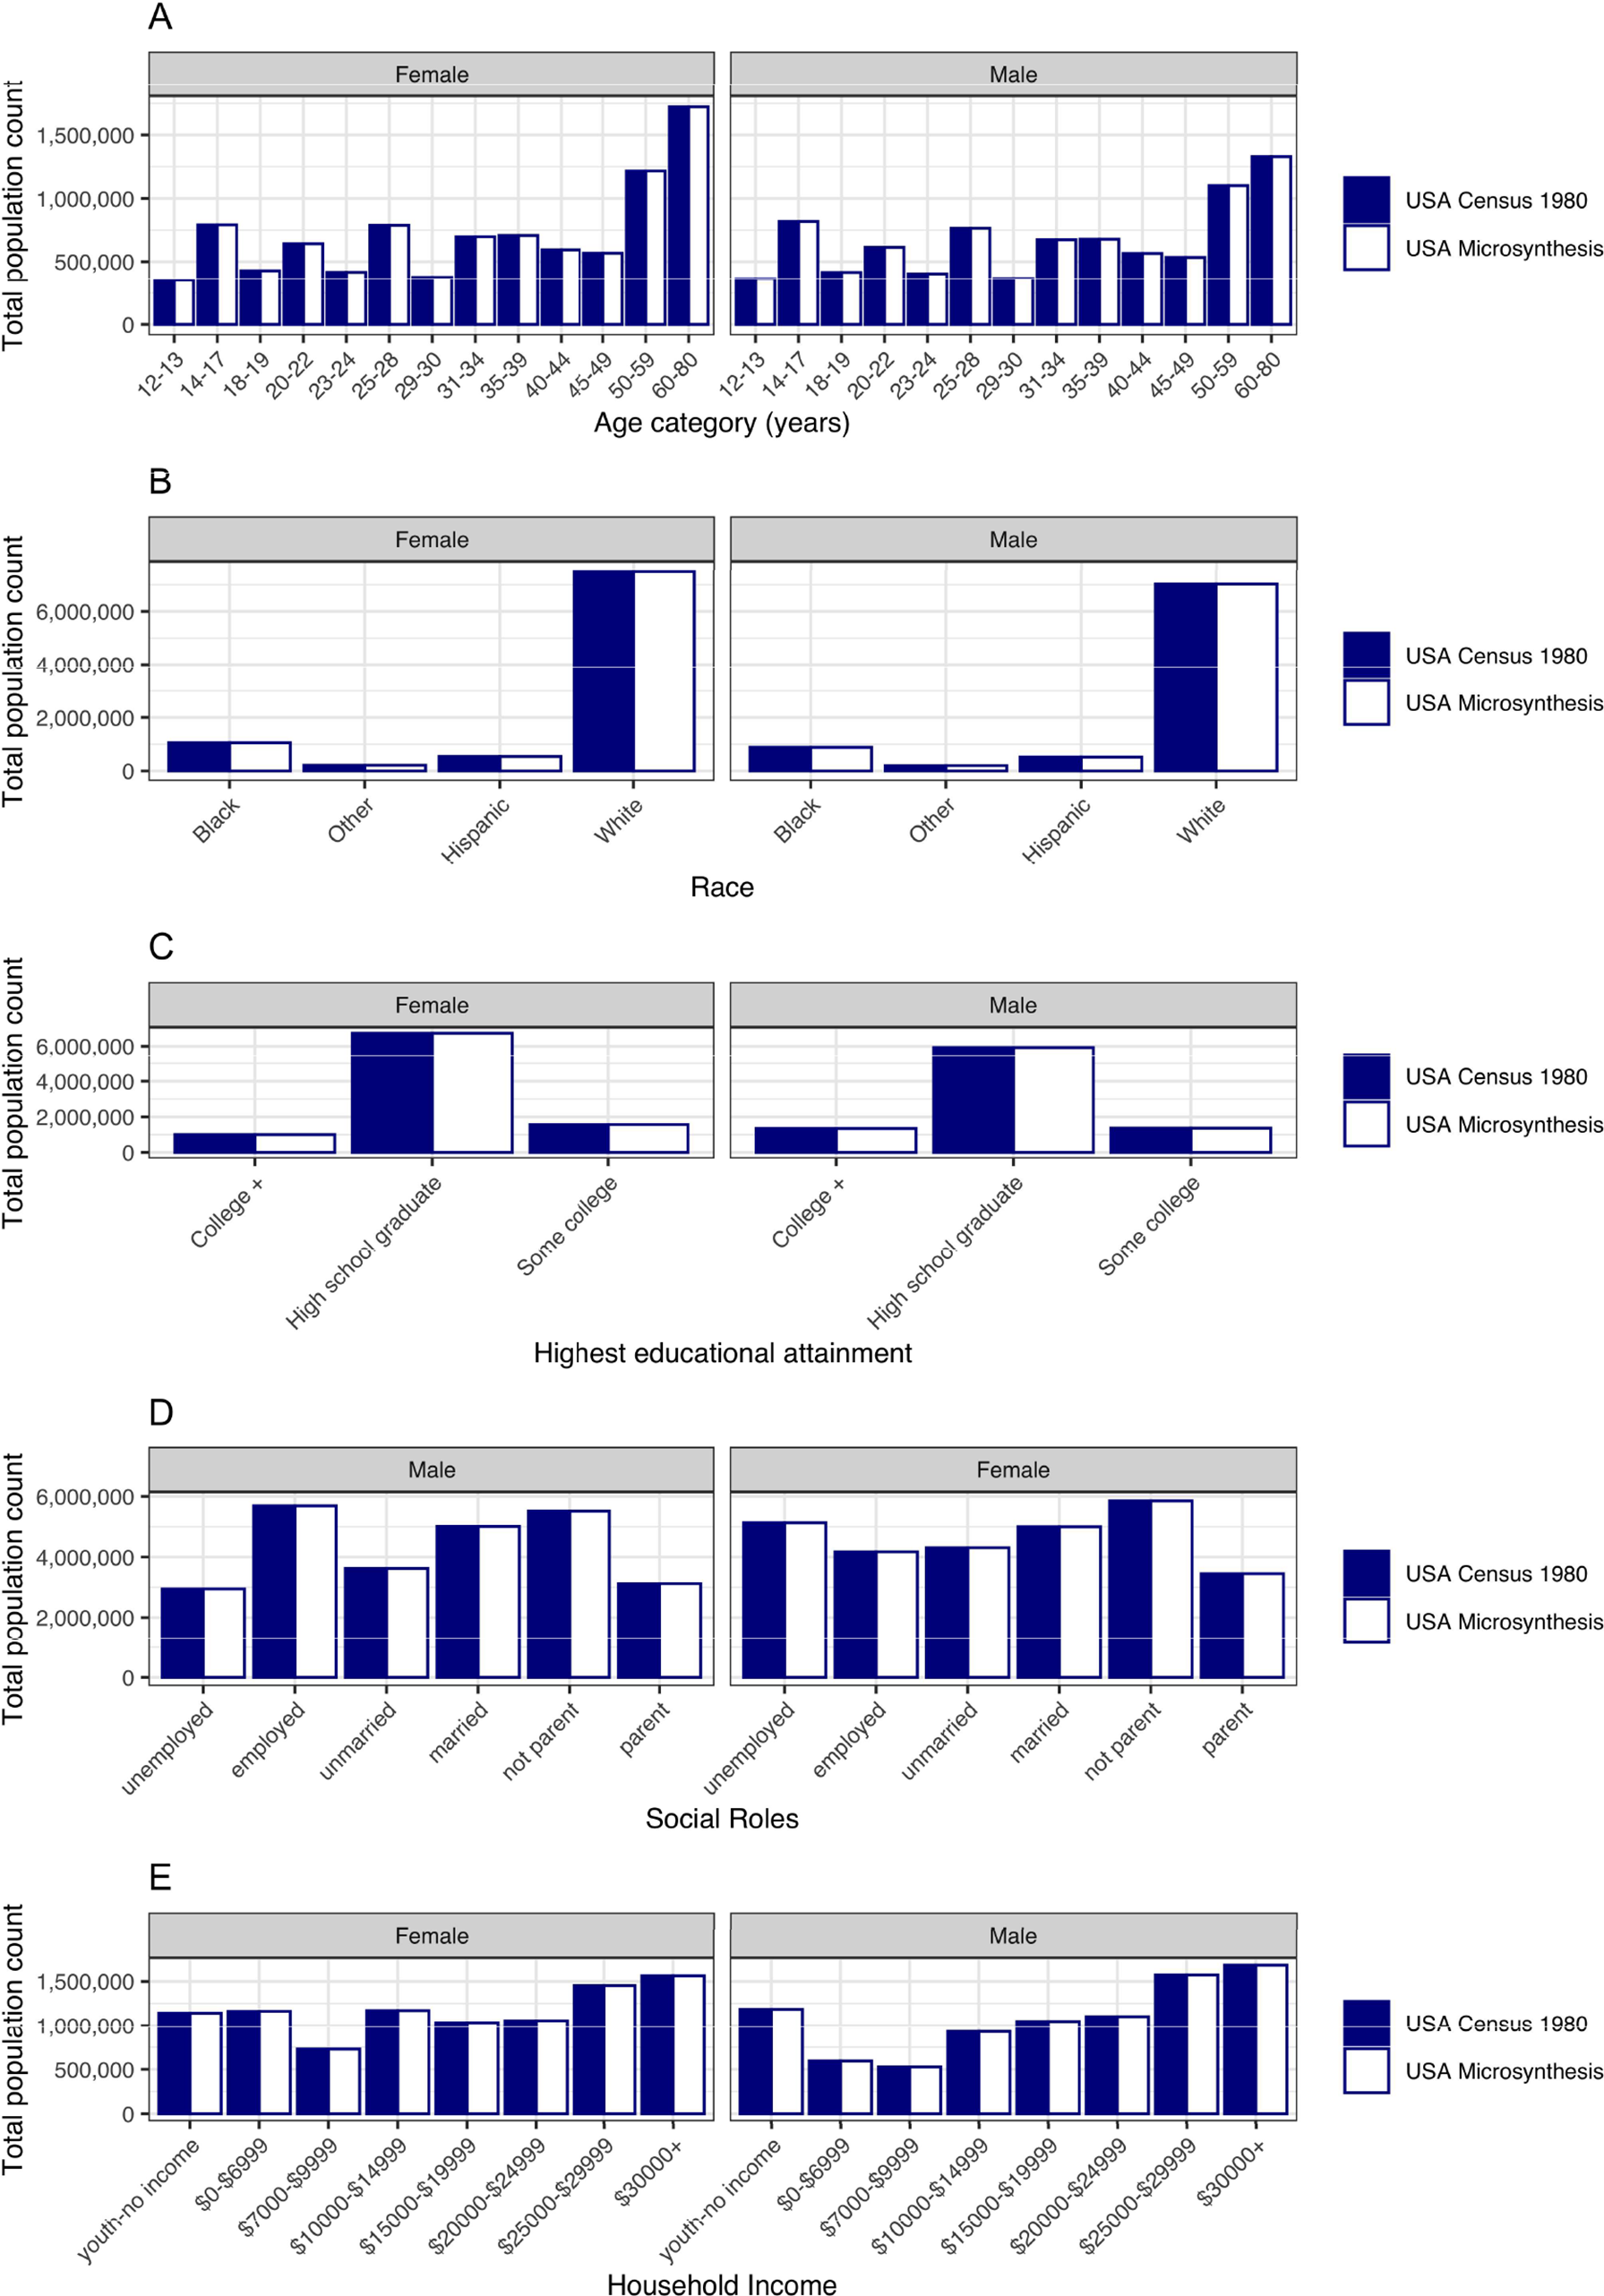 A
Female Male
Total population count
1,500,000
1,000,000
500,000
0
12-13 14-17 18-19 20-22 23-24 25-28 29-30 31-34 35-39 40-44 45-49 50-59 60-80 12-13 14-17 18-19 20-22 23-24 25-28 29-30 31-34 35-39 40-44 45-49 50-59 60-80
Age category (years)
USA Census 1980
USA Microsynthesis
B
Female Male
Total population count
6,000,000
4,000,000
2,000,000
0
Black Other Hispanic White Black Other Hispanic White
Race
USA Census 1980
USA Microsynthesis
C
Female Male
Total population count
6,000,000
4,000,000
2,000,000
0
College + High school graduate Some college College + High school graduate Some college
Highest educational attainment
USA Census 1980
USA Microsynthesis
D
Male Female
Total population count
6,000,000
4,000,000
2,000,000
0
unemployed employed unmarried married not parent parent unemployed employed unmarried married not parent parent
Social Roles
USA Census 1980
USA Microsynthesis
E
Female Male
Total population count
1,500,000
1,000,000
500,000
0
youth-no income $0-$6999 $7000-$9999 $10000-$14999 $15000-$19999 $20000-$24999 $25000-$29999 $30000+ youth-no income $0-$6999 $7000-$9999 $10000-$14999 $15000-$19999 $20000-$24999 $25000-$29999 $30000+
Household Income
USA Census 1980
USA Microsynthesis